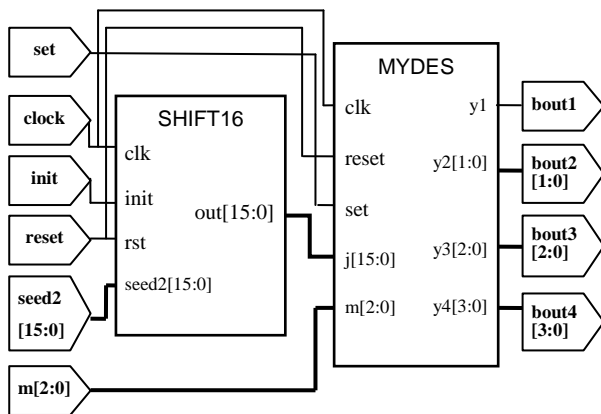 set
clock
init
reset
seed2
[15:0]
m[2:0]
SHIFT16
clk
init
rst
seed2[15:0]
out[15:0]
MYDES
clk
reset
set
j[15:0]
m[2:0]
y1
y2[1:0]
y3[2:0]
y4[3:0]
bout1
bout2
[1:0]
bout3
[2:0]
bout4
[3:0]